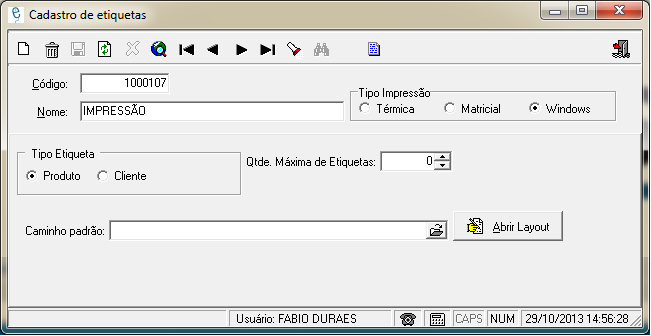 Cadastro de etiquetas
Código: 1000107
Nome: IMPRESSÃO
Tipo Impressão
Térmica Matricial Windows
Tipo Etiqueta
Produto Cliente
Qtde. Máxima de Etiquetas: 0
Caminho padrão: Abrir Layout
Usuário: FABIO DURAES CAPS NUM 29/10/2013 14:56:28